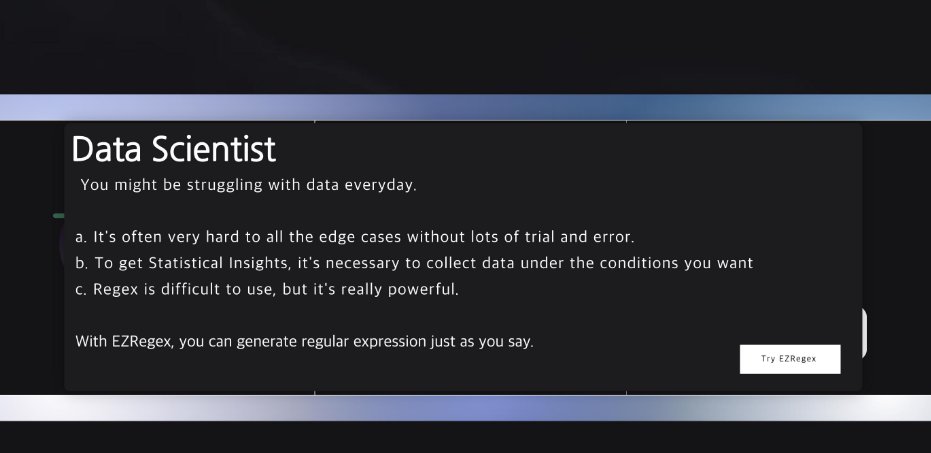 Data Scientist
You might be struggling with data everyday.
a. It's often very hard to all the edge cases without lots of trial and error.
b. To get Statistical Insights, it's necessary to collect data under the conditions you want
c. Regex is difficult to use, but it's really powerful.
With EZRegex, you can generate regular expression just as you say.
Try EZRegex